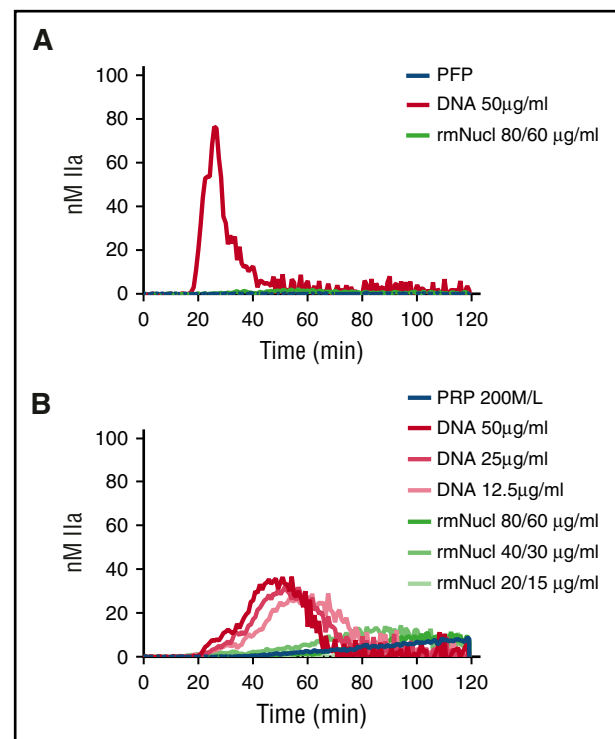 A
PFP
DNA 50µg/ml
rmNucl 80/60 µg/ml
nM IIa
100
80
60
40
20
0
0 20 40 60 80 100 120
Time (min)
B
PRP 200M/L
DNA 50µg/ml
DNA 25µg/ml
DNA 12.5µg/ml
rmNucl 80/60 µg/ml
rmNucl 40/30 µg/ml
rmNucl 20/15 µg/ml
nM IIa
100
80
60
40
20
0
0 20 40 60 80 100 120
Time (min)